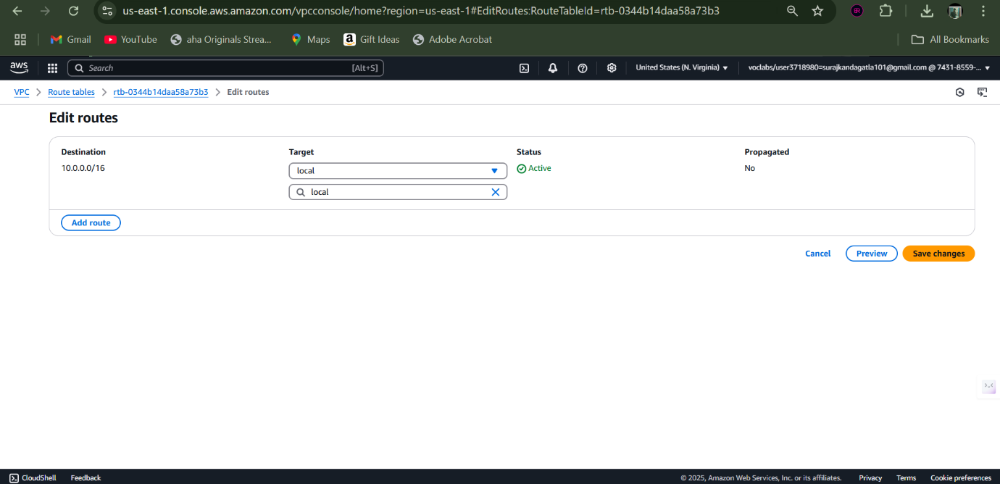 us-east-1.console.aws.amazon.com/vpcconsole/home?region=us-east-1#EditRoutes:RouteTableId=rtb-0344b14daa58a73b3
Gmail YouTube aha Originals Strea... Maps Gift Ideas Adobe Acrobat All Bookmarks
aws Search [Alt+S] United States (N. Virginia) voclabs/user3718980=surajkandagatla101@gmail.com @ 7431-8559-...
VPC > Route tables > rtb-0344b14daa58a73b3 > Edit routes
Edit routes
Destination Target Status Propagated
10.0.0.0/16 local Active No
local
Add route
Cancel Preview Save changes
CloudShell Feedback © 2025, Amazon Web Services, Inc. or its affiliates. Privacy Terms Cookie preferences